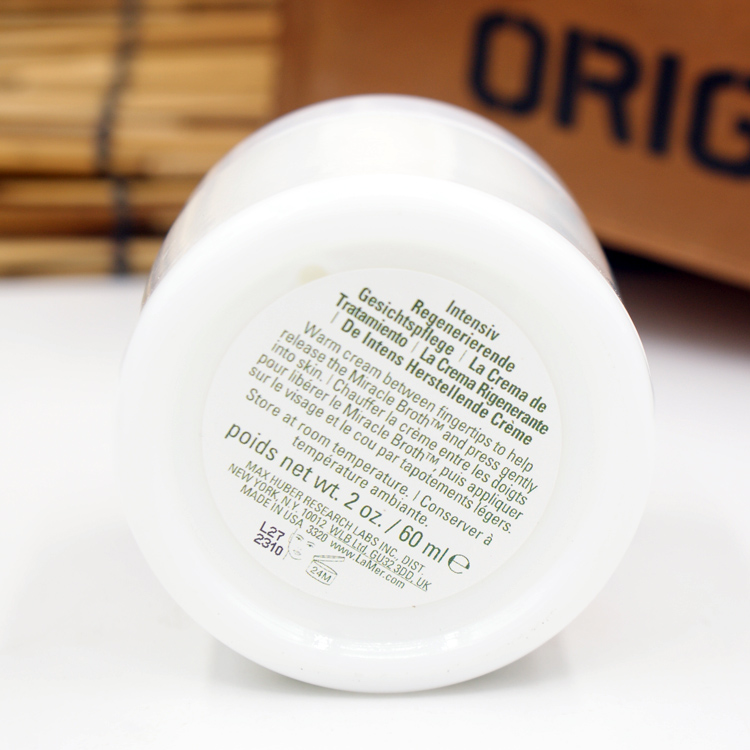 ORIG
Intensiv
Regenerierende
Gesichtspflege | La Crema de
Tratamiento | La Crema Rigenerante
| De Intens Herstellende Crème
Warm cream between fingertips to help
release the Miracle Broth™ and press gently
into skin. | Chauffer la crème entre les doigts
pour libérer le Miracle Broth™, puis appliquer
sur le visage et le cou par tapotements légers.
Store at room temperature. | Conserver à
température ambiante.
poids net wt. 2 oz. / 60 ml ℮
MAX HUBER RESEARCH LABS INC., DIST.
NEW YORK, N.Y. 10012 WLB Ltd. GU32 3DD, UK
MADE IN USA 3320 www.LaMer.com
L27
2310
24M